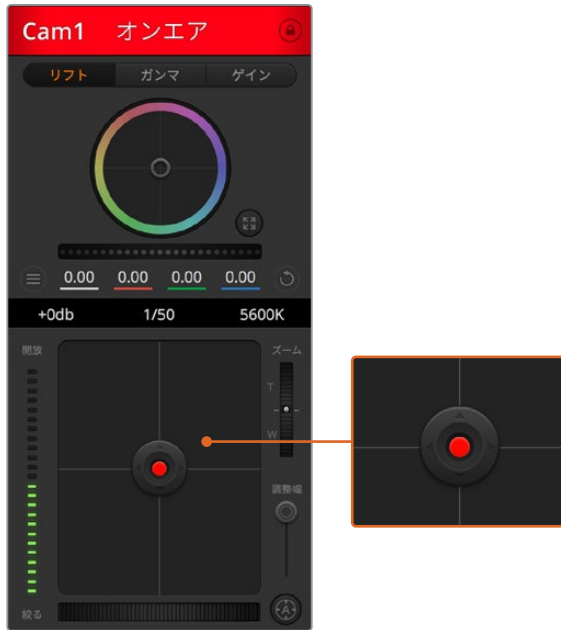 Cam1 オンエア
リフト ガンマ ゲイン
0.00 0.00 0.00 0.00
+0db 1/50 5600K
開放 ズーム
T
W
調整幅
絞る A